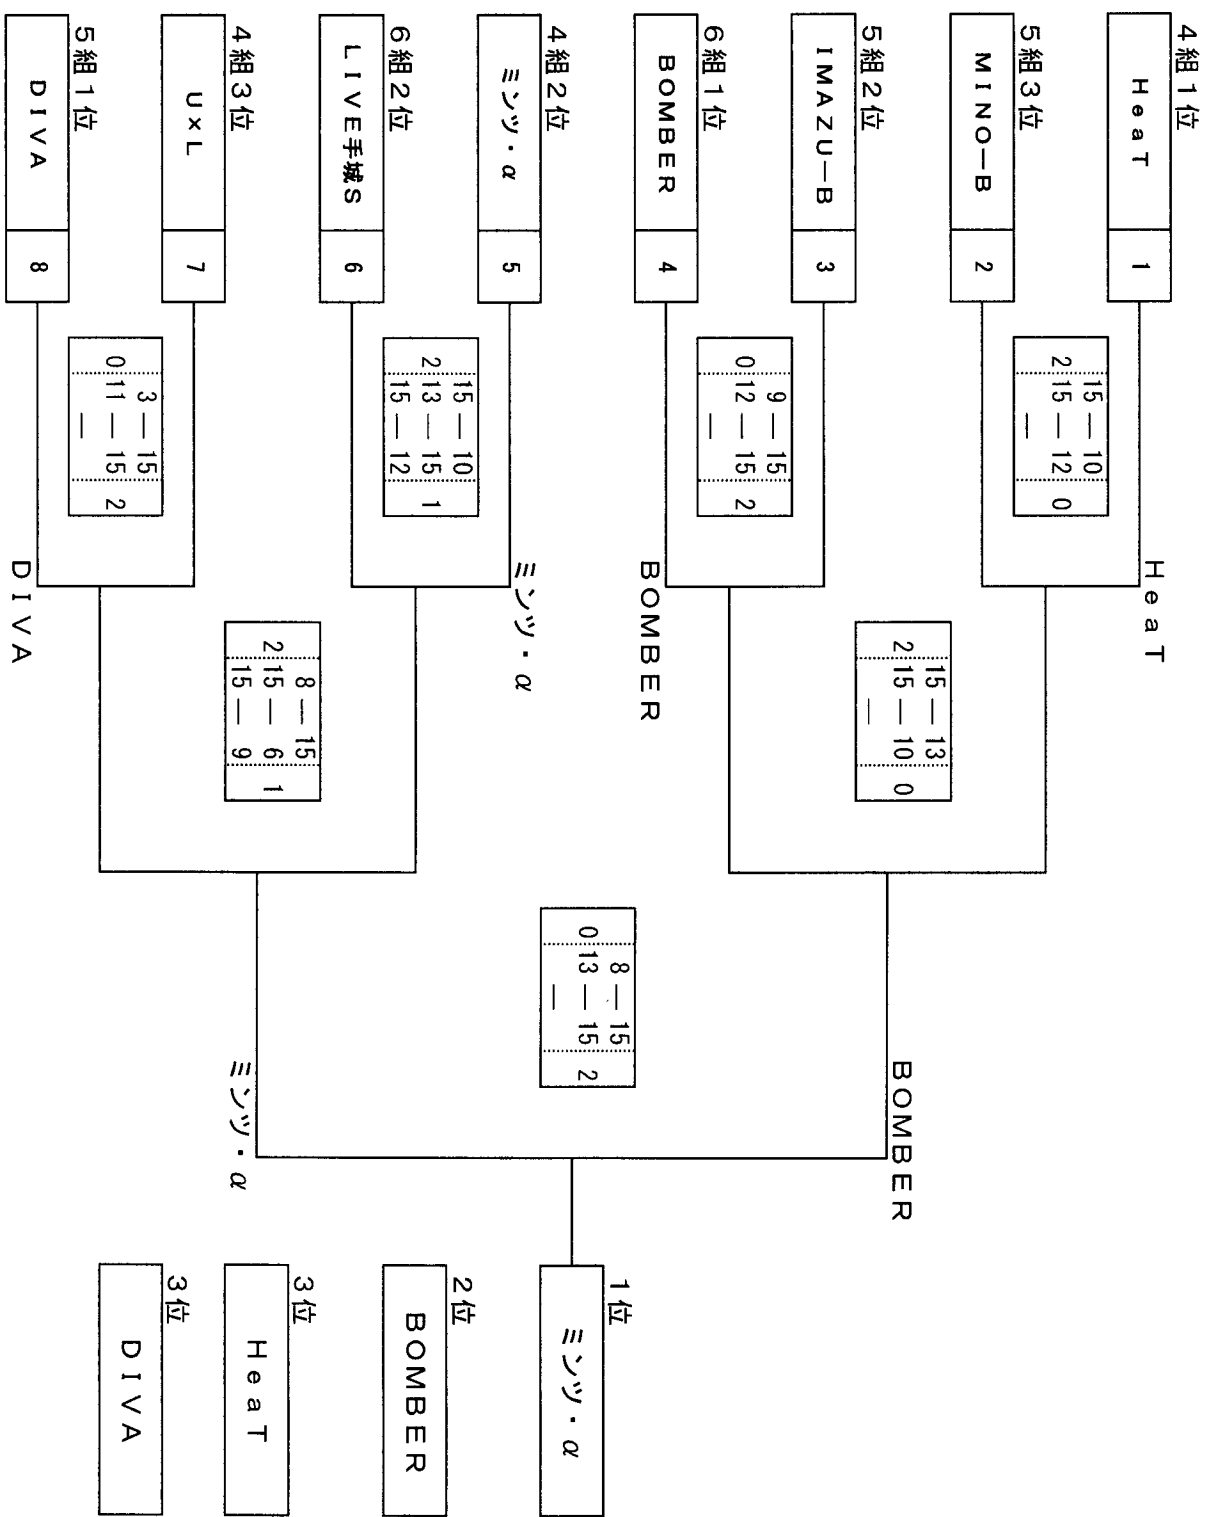 4組1位
HeaT 1
5組3位
MINO―B 2
5組2位
IMAZU―B 3
6組1位
BOMBER 4
4組2位
ミンツ・α 5
6組2位
LIVE手城S 6
4組3位
U×L 7
5組1位
DIVA 8
15 ― 10
2 15 ― 12 0
―
9 ― 15
0 12 ― 15 2
―
15 ― 10
2 13 ― 15 1
15 ― 12
3 ― 15
0 11 ― 15 2
―
HeaT
BOMBER
ミンツ・α
DIVA
15 ― 13
2 15 ― 10 0
―
8 ― 15
2 15 ― 6 1
15 ― 9
BOMBER
8 ― 15
0 13 ― 15 2
―
ミンツ・α
1位
ミンツ・α
2位
BOMBER
3位
HeaT
3位
DIVA